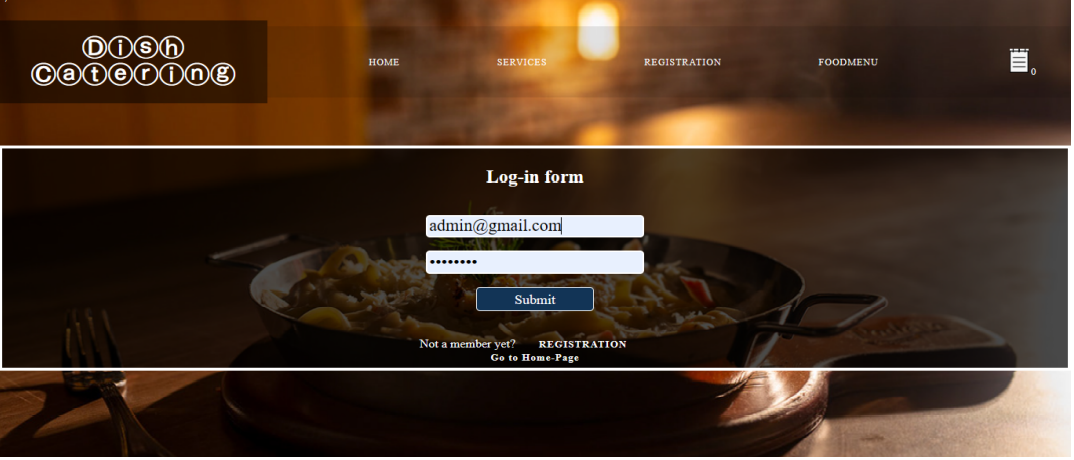 Dish
Catering
HOME
SERVICES
REGISTRATION
FOODMENU
0
Log-in form
admin@gmail.com
••••••••
Submit
Not a member yet? REGISTRATION
Go to Home-Page